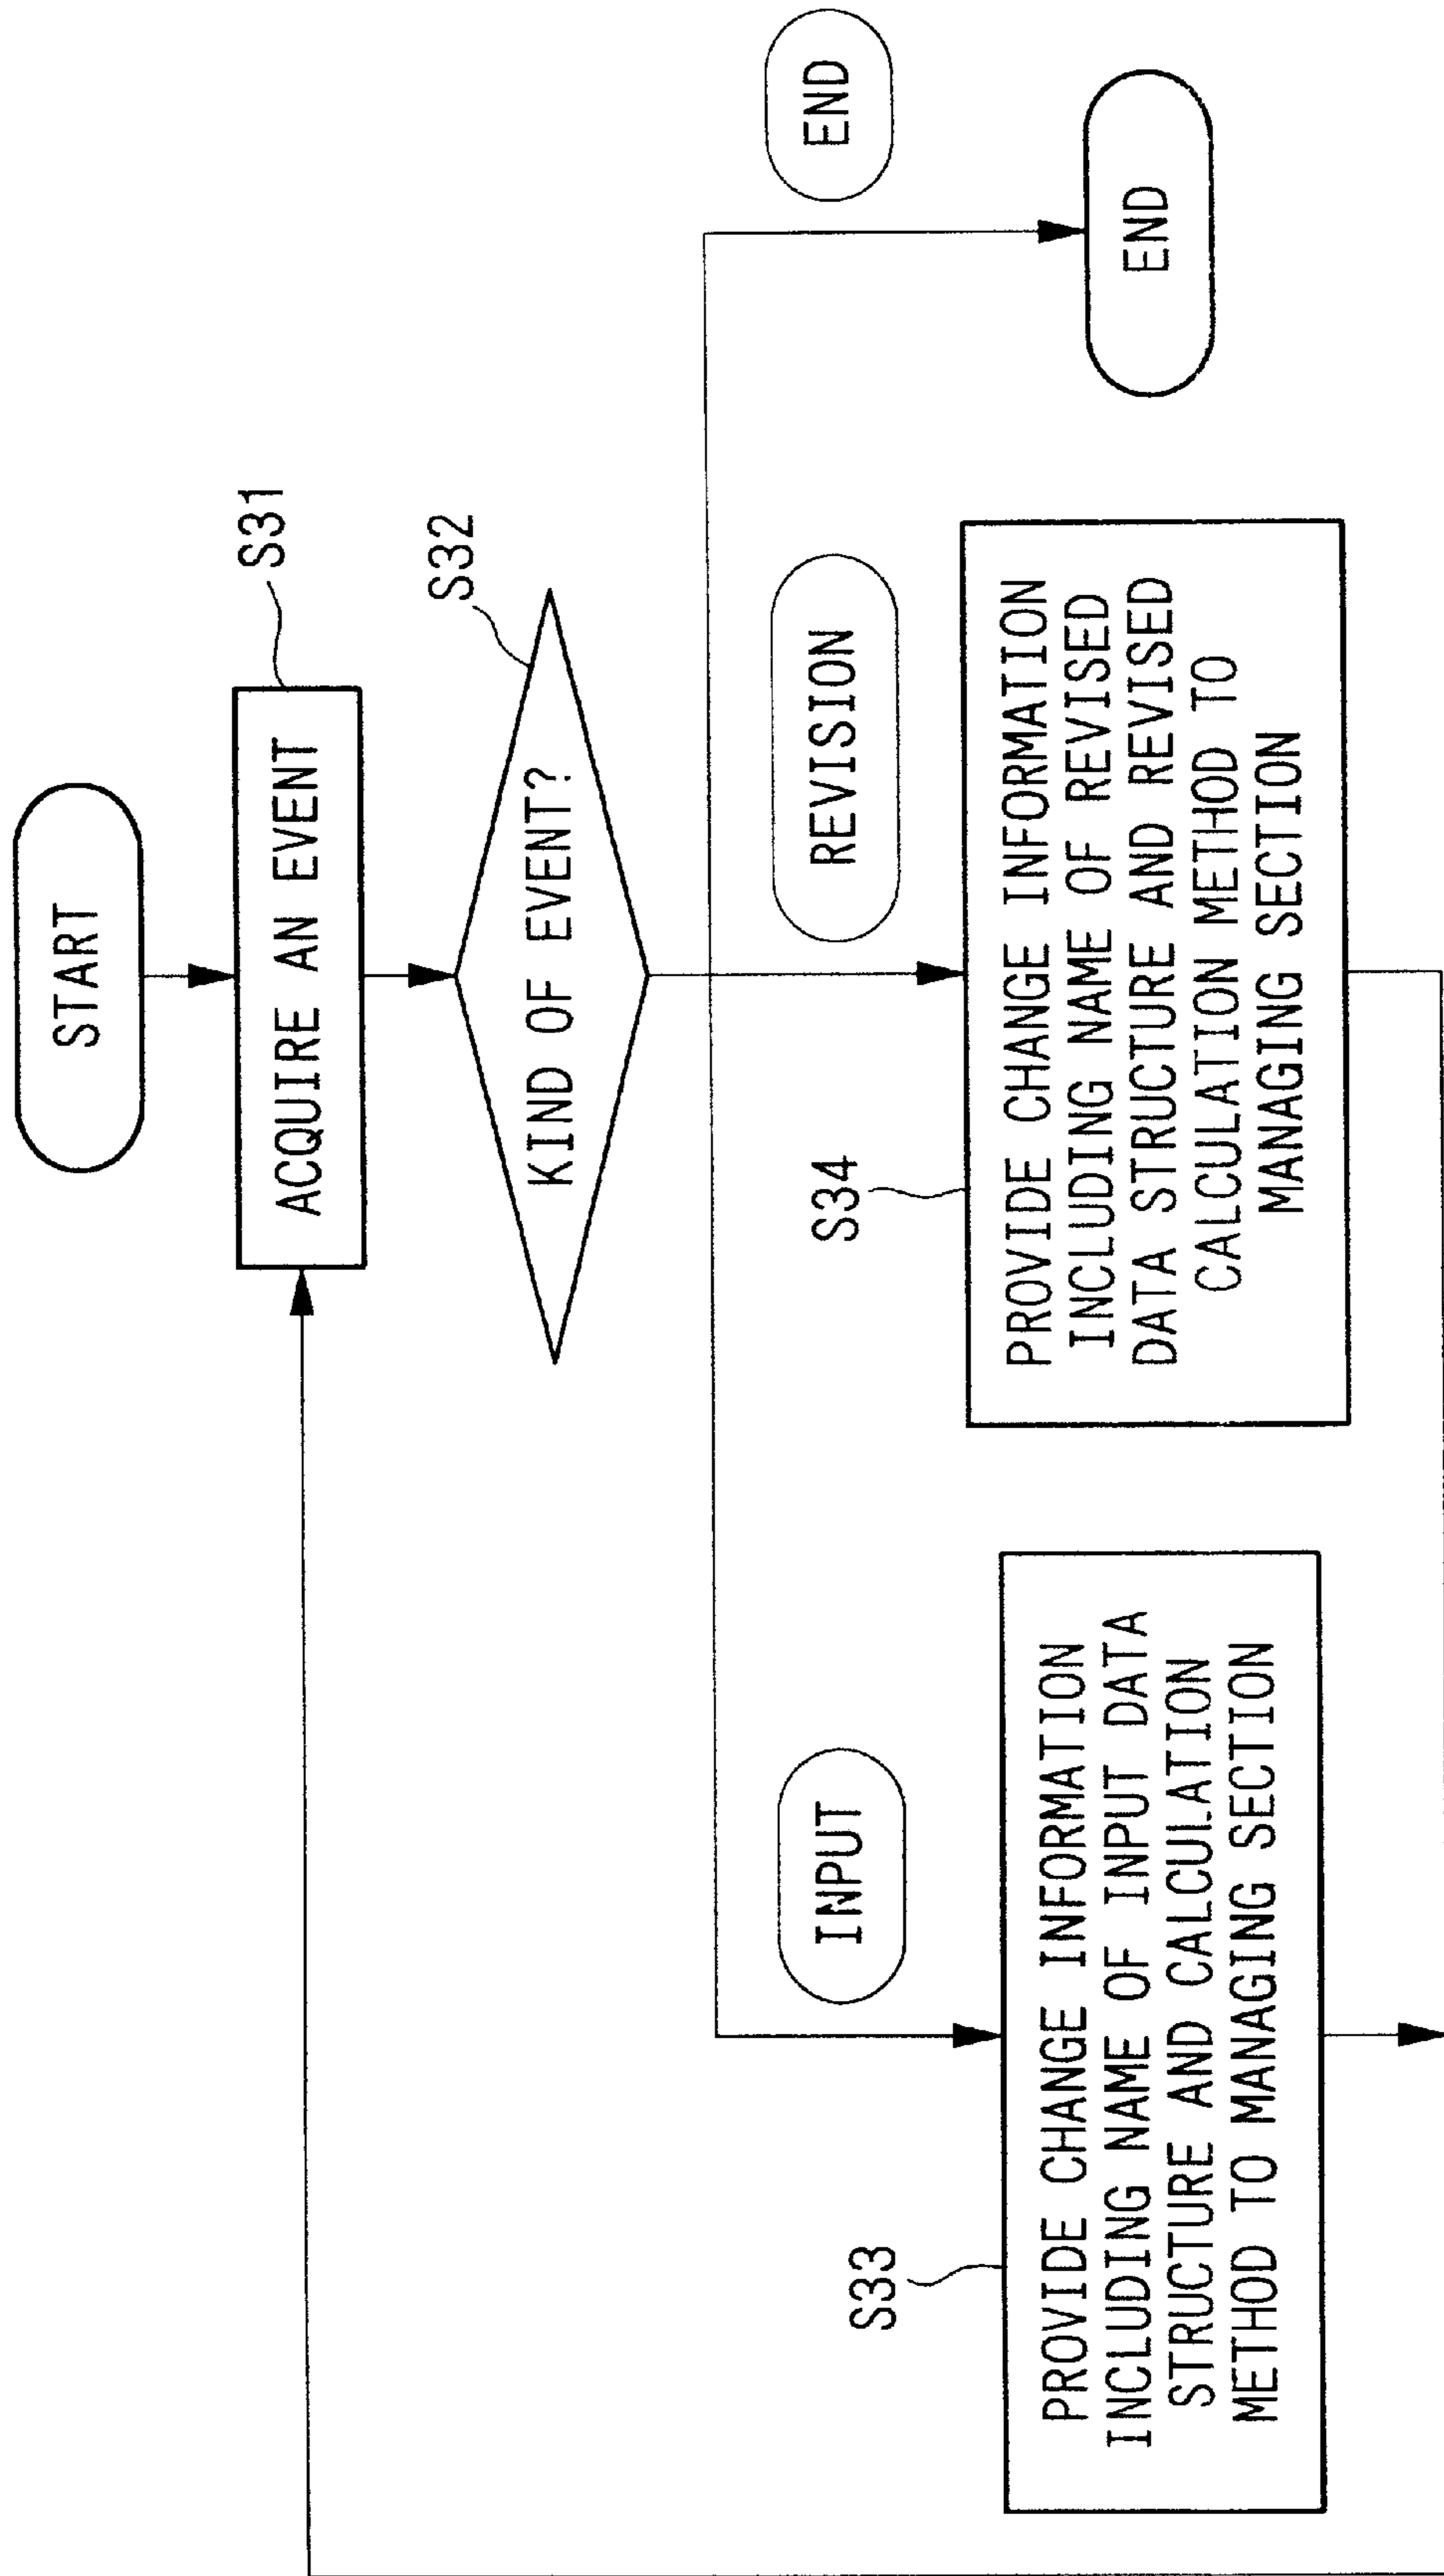 START
ACQUIRE AN EVENT
S31
KIND OF EVENT?
S32
INPUT
REVISION
END
S33
PROVIDE CHANGE INFORMATION
INCLUDING NAME OF INPUT DATA
STRUCTURE AND CALCULATION
METHOD TO MANAGING SECTION
S34
PROVIDE CHANGE INFORMATION
INCLUDING NAME OF REVISED
DATA STRUCTURE AND REVISED
CALCULATION METHOD TO
MANAGING SECTION
END